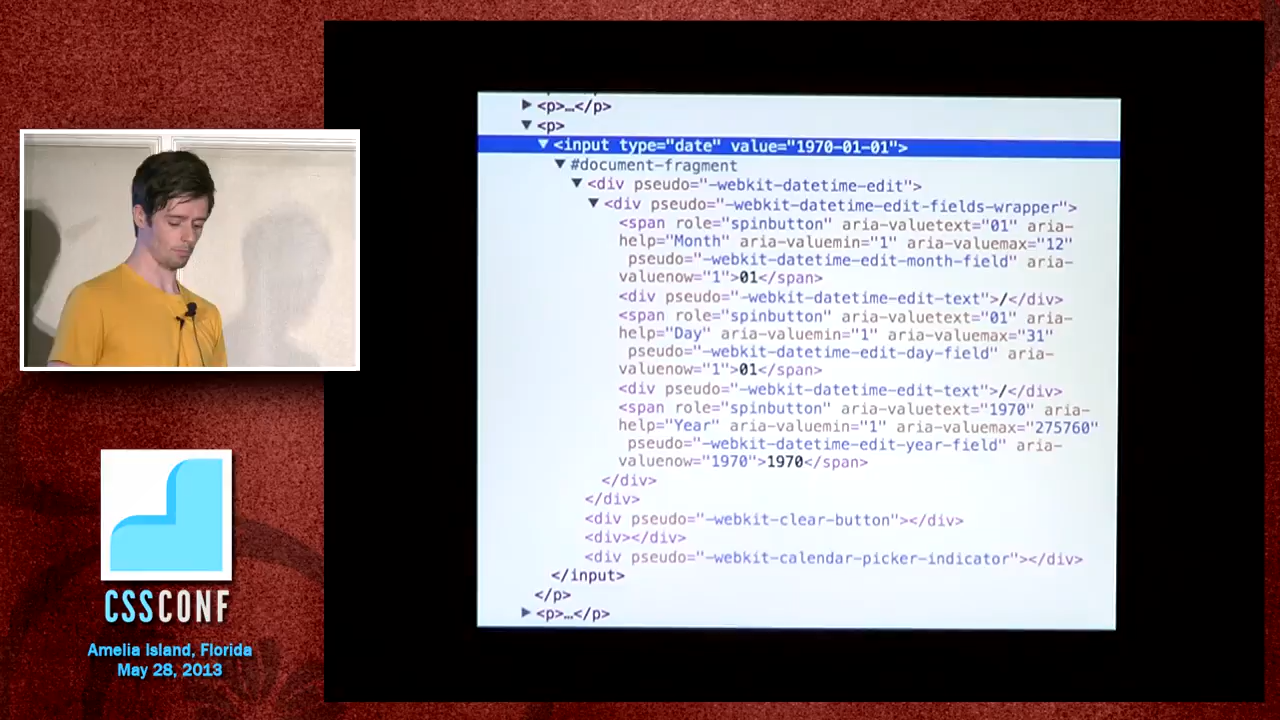 ▶<p>…</p>
▼<p>
▼<input type="date" value="1970-01-01">
▼#document-fragment
▼<div pseudo="-webkit-datetime-edit">
▼<div pseudo="-webkit-datetime-edit-fields-wrapper">
<span role="spinbutton" aria-valuetext="01" aria-
help="Month" aria-valuemin="1" aria-valuemax="12"
pseudo="-webkit-datetime-edit-month-field" aria-
valuenow="1">01</span>
<div pseudo="-webkit-datetime-edit-text">/</div>
<span role="spinbutton" aria-valuetext="01" aria-
help="Day" aria-valuemin="1" aria-valuemax="31"
pseudo="-webkit-datetime-edit-day-field" aria-
valuenow="1">01</span>
<div pseudo="-webkit-datetime-edit-text">/</div>
<span role="spinbutton" aria-valuetext="1970" aria-
help="Year" aria-valuemin="1" aria-valuemax="275760"
pseudo="-webkit-datetime-edit-year-field" aria-
valuenow="1970">1970</span>
</div>
</div>
<div pseudo="-webkit-clear-button"></div>
<div></div>
<div pseudo="-webkit-calendar-picker-indicator"></div>
</input>
</p>
▶<p>…</p>
CSSCONF
Amelia Island, Florida
May 28, 2013